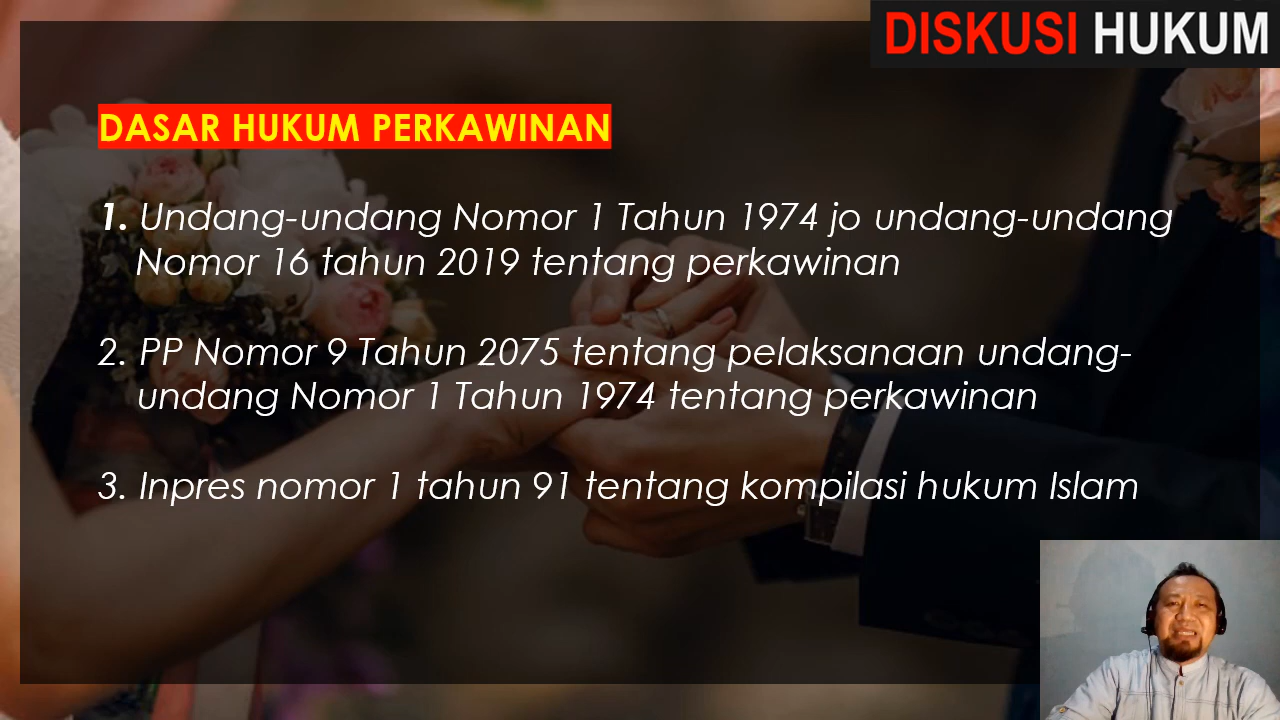 DISKUSI HUKUM
DASAR HUKUM PERKAWINAN
1. Undang-undang Nomor 1 Tahun 1974 jo undang-undang
Nomor 16 tahun 2019 tentang perkawinan
2. PP Nomor 9 Tahun 2075 tentang pelaksanaan undang-
undang Nomor 1 Tahun 1974 tentang perkawinan
3. Inpres nomor 1 tahun 91 tentang kompilasi hukum Islam